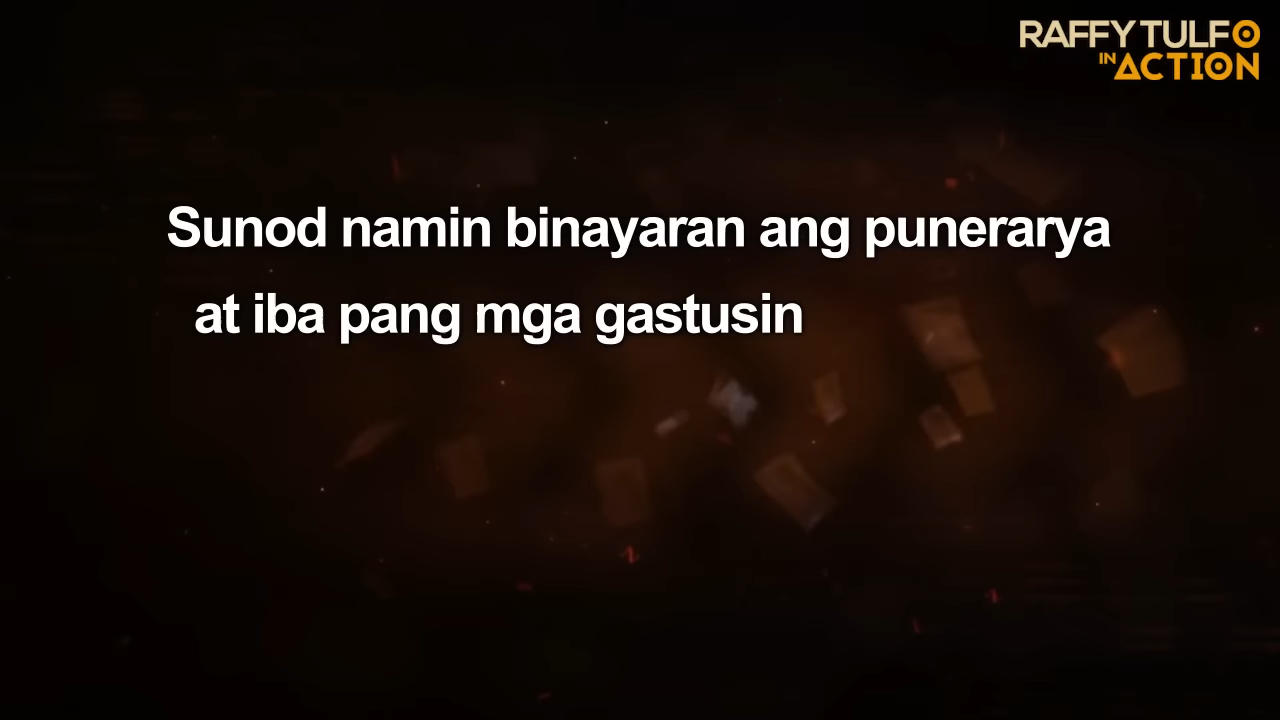 RAFFY TULFO
IN ACTION
Sunod namin binayaran ang punerarya
at iba pang mga gastusin